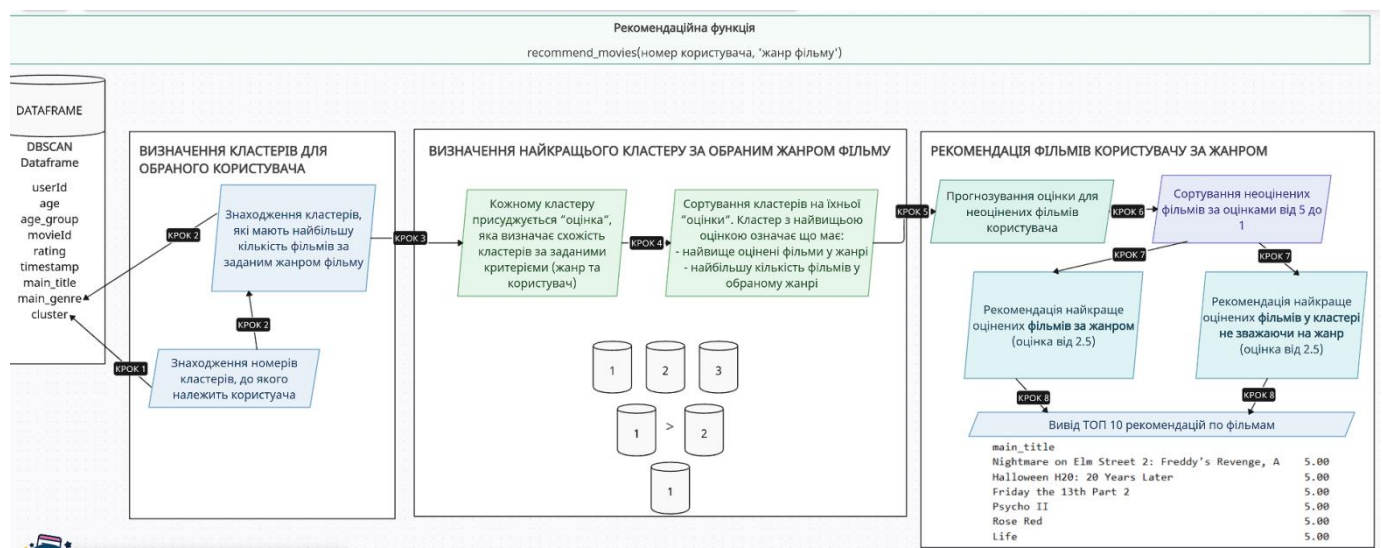 Рекомендаційна функція
recommend_movies(номер користувача, 'жанр фільму')
DATAFRAME
DBSCAN
Dataframe
userId
age
age_group
movieId
rating
timestamp
main_title
main_genre
cluster
ВИЗНАЧЕННЯ КЛАСТЕРІВ ДЛЯ
ОБРАНОГО КОРИСТУВАЧА
Знаходження кластерів,
які мають найбільшу
кількість фільмів за
заданим жанром фільму
КРОК 2
КРОК 2
КРОК 1
Знаходження номерів
кластерів, до якого
належить користуача
КРОК 3
ВИЗНАЧЕННЯ НАЙКРАЩЬОГО КЛАСТЕРУ ЗА ОБРАНИМ ЖАНРОМ ФІЛЬМУ
Кожному кластеру
присуджується "оцінка",
яка визначає схожість
кластерів за заданими
критерієми (жанр та
користувач)
КРОК 4
Сортування кластерів на їхньої
"оцінки". Кластер з найвищьою
оцінкою означає що має:
- найвище оцінені фільми у жанрі
- найбільшу кількість фільмів у
обраному жанрі
1
2
3
1
>
2
1
КРОК 5
РЕКОМЕНДАЦІЯ ФІЛЬМІВ КОРИСТУВАЧУ ЗА ЖАНРОМ
Прогнозування оцінки для
неоцінених фільмів
користувача
КРОК 6
Сортування неоцінених
фільмів за оцінками від 5 до
1
КРОК 7
КРОК 7
Рекомендація найкраще
оцінених фільмів за жанром
(оцінка від 2.5)
Рекомендація найкраще
оцінених фільмів у кластері
не зважаючи на жанр
(оцінка від 2.5)
КРОК 8
КРОК 8
Вивід ТОП 10 рекомендацій по фільмам
main_title
Nightmare on Elm Street 2: Freddy's Revenge, A 5.00
Halloween H20: 20 Years Later 5.00
Friday the 13th Part 2 5.00
Psycho II 5.00
Rose Red 5.00
Life 5.00